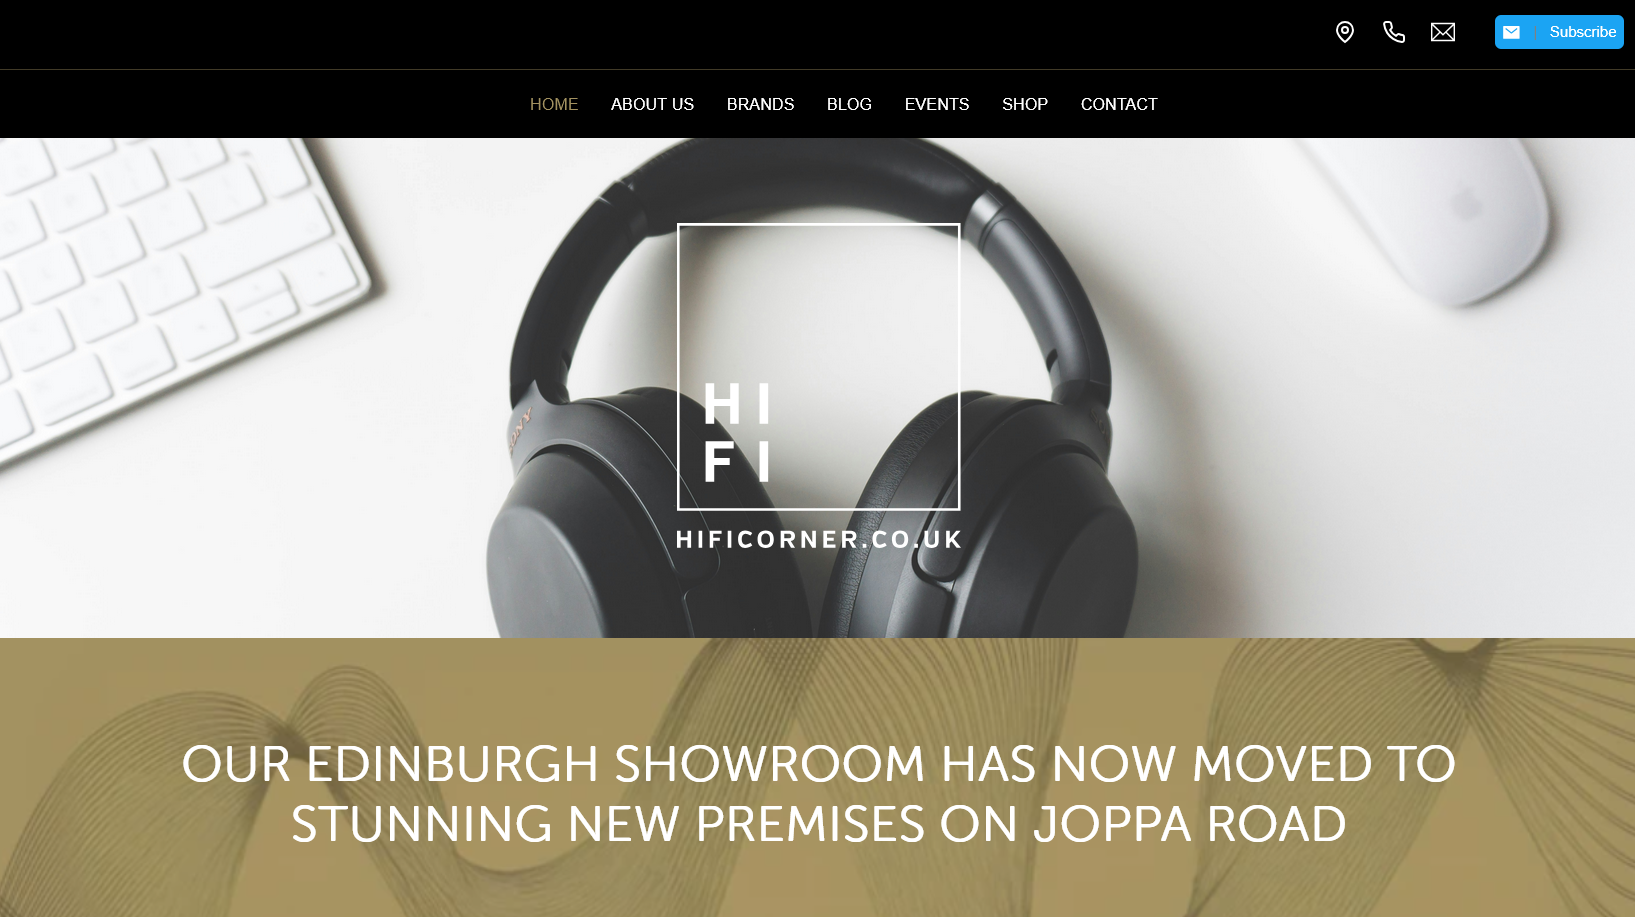 Subscribe
HOME ABOUT US BRANDS BLOG EVENTS SHOP CONTACT
HI
FI
SONY
HIFICORNER.CO.UK
OUR EDINBURGH SHOWROOM HAS NOW MOVED TO
STUNNING NEW PREMISES ON JOPPA ROAD